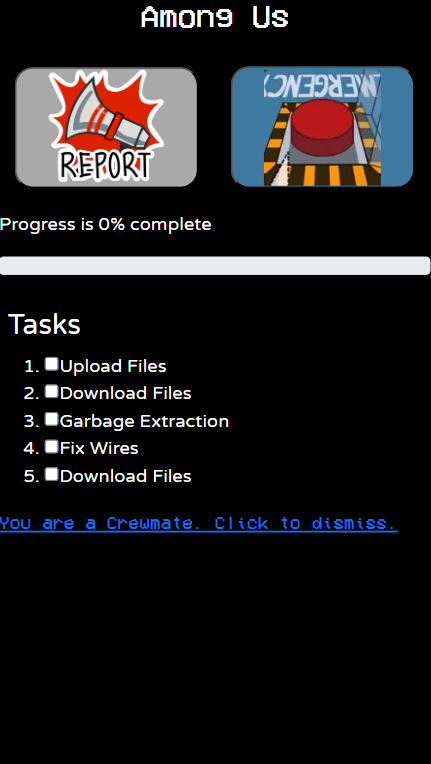 Among Us
REPORT
EMERGENCY
Progress is 0% complete
Tasks
1. Upload Files
2. Download Files
3. Garbage Extraction
4. Fix Wires
5. Download Files
You are a Crewmate. Click to dismiss.